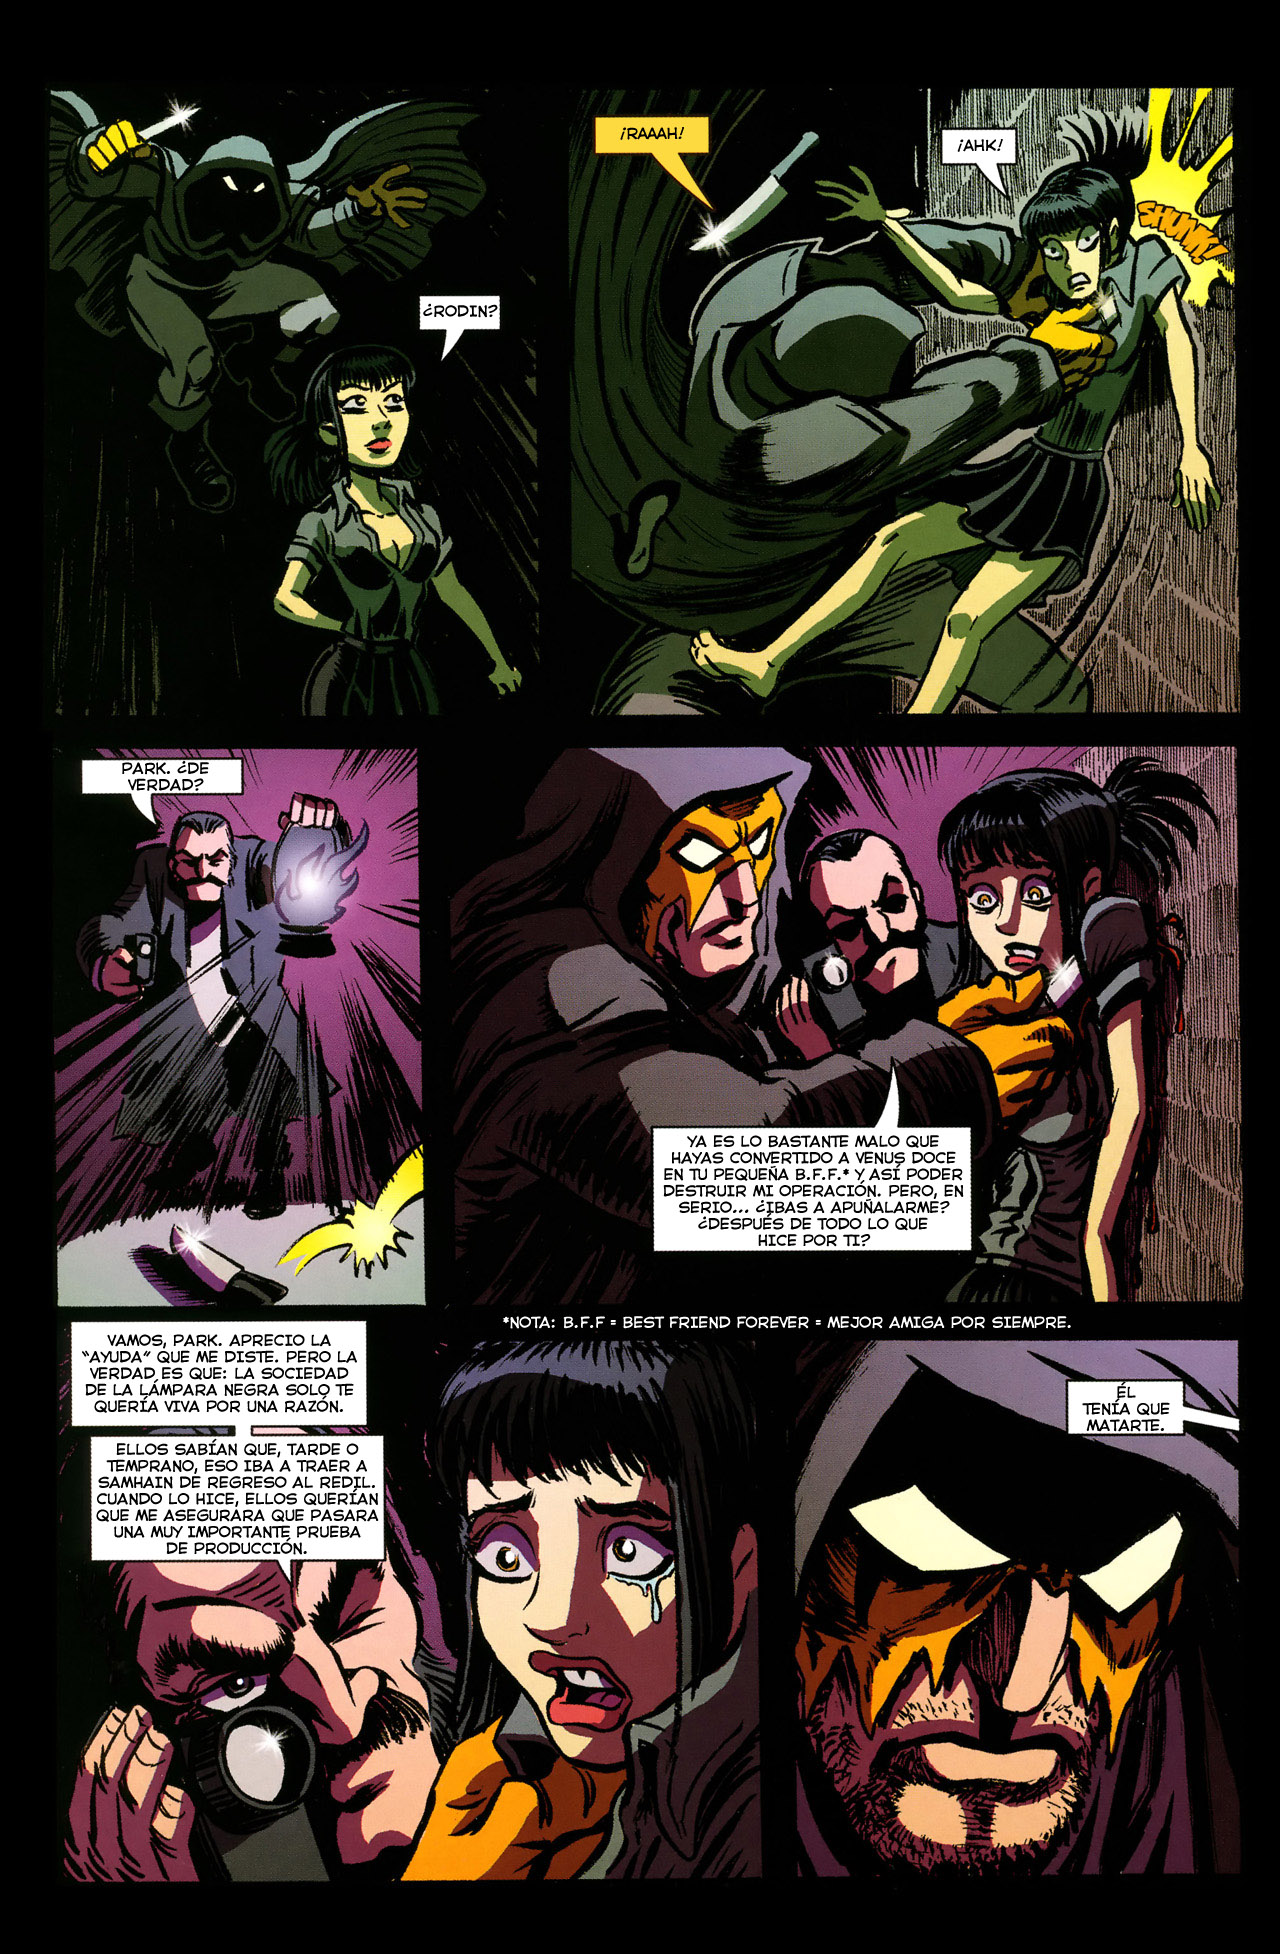 ¿RODIN?
¡RAAAH!
¡AHK!
SHUNK!
PARK. ¿DE
VERDAD?
YA ES LO BASTANTE MALO QUE
HAYAS CONVERTIDO A VENUS DOCE
EN TU PEQUEÑA B.F.F.* Y ASÍ PODER
DESTRUIR MI OPERACIÓN. PERO, EN
SERIO... ¿IBAS A APUÑALARME?
¿DESPUÉS DE TODO LO QUE
HICE POR TI?
*NOTA: B.F.F = BEST FRIEND FOREVER = MEJOR AMIGA POR SIEMPRE.
VAMOS, PARK. APRECIO LA
"AYUDA" QUE ME DISTE. PERO LA
VERDAD ES QUE: LA SOCIEDAD
DE LA LÁMPARA NEGRA SOLO TE
QUERÍA VIVA POR UNA RAZÓN.
ELLOS SABÍAN QUE, TARDE O
TEMPRANO, ESO IBA A TRAER A
SAMHAIN DE REGRESO AL REDIL.
CUANDO LO HICE, ELLOS QUERÍAN
QUE ME ASEGURARA QUE PASARA
UNA MUY IMPORTANTE PRUEBA
DE PRODUCCIÓN.
ÉL
TENÍA QUE
MATARTE.